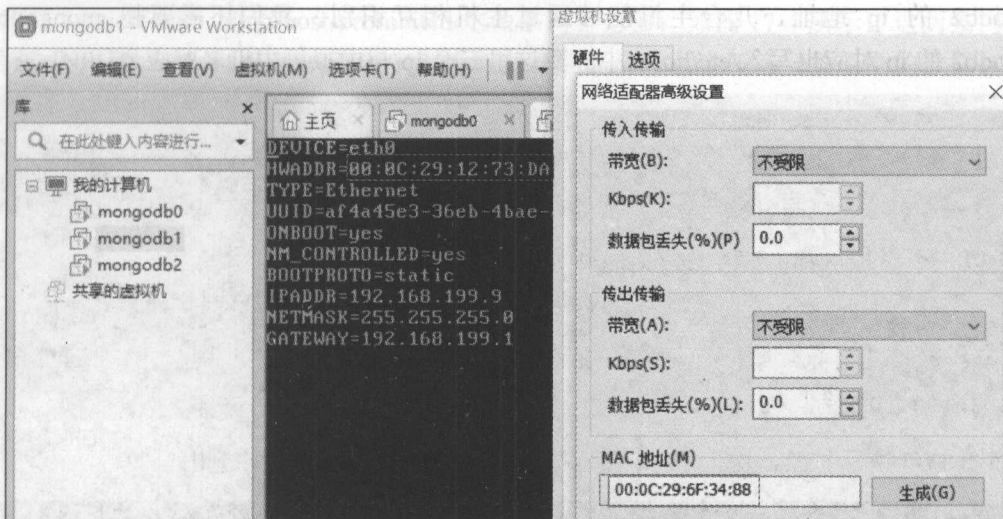 mongodb1 - VMware Workstation
文件(F) 编辑(E) 查看(V) 虚拟机(M) 选项卡(T) 帮助(H)
库
在此处键入内容进行...
我的计算机
mongodb0
mongodb1
mongodb2
共享的虚拟机
主页
mongodb0
DEVICE=eth0
HWADDR=00:0C:29:12:73:DA
TYPE=Ethernet
UUID=af4a45e3-36eb-4bae-
ONBOOT=yes
NM_CONTROLLED=yes
BOOTPROTO=static
IPADDR=192.168.199.9
NETMASK=255.255.255.0
GATEWAY=192.168.199.1
虚拟机设置
硬件 选项
网络适配器高级设置
传入传输
带宽(B): 不受限
Kbps(K):
数据包丢失(%)(P) 0.0
传出传输
带宽(A): 不受限
Kbps(S):
数据包丢失(%)(L): 0.0
MAC 地址(M)
00:0C:29:6F:34:88 生成(G)